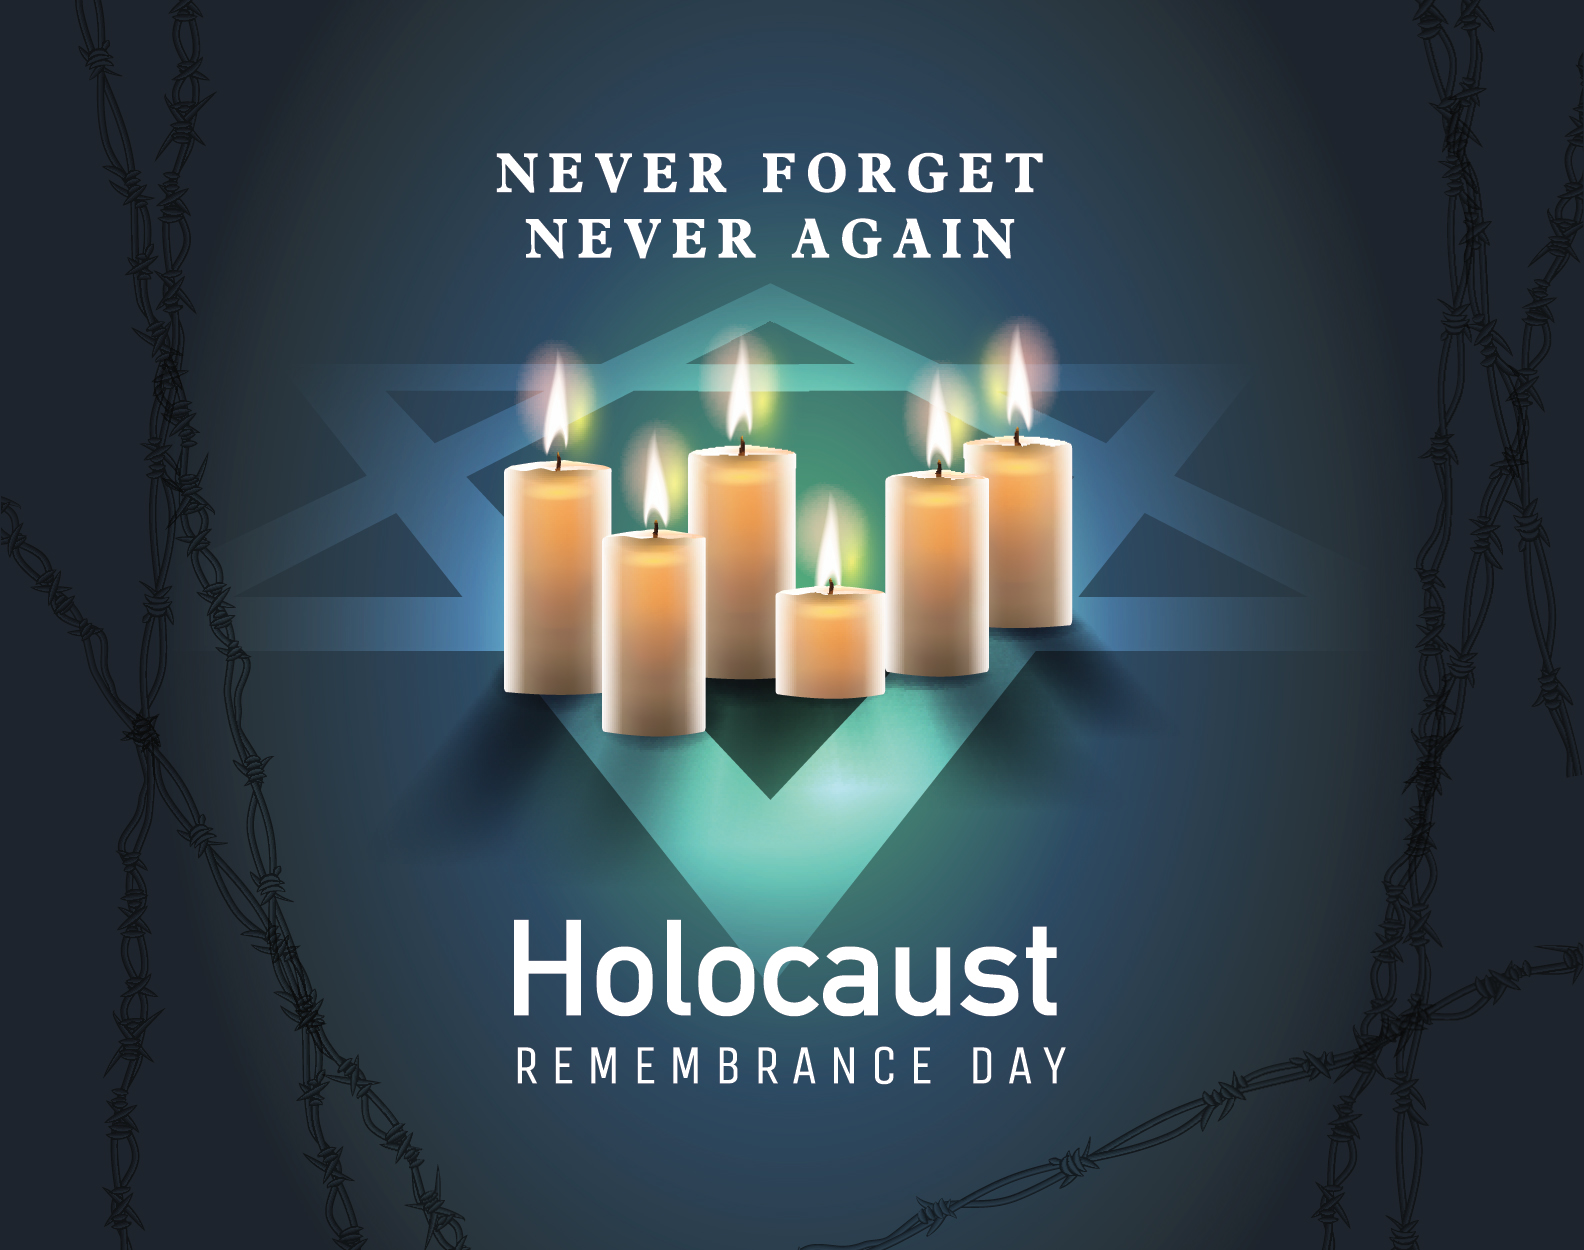 NEVER FORGET
NEVER AGAIN
Holocaust
REMEMBRANCE DAY